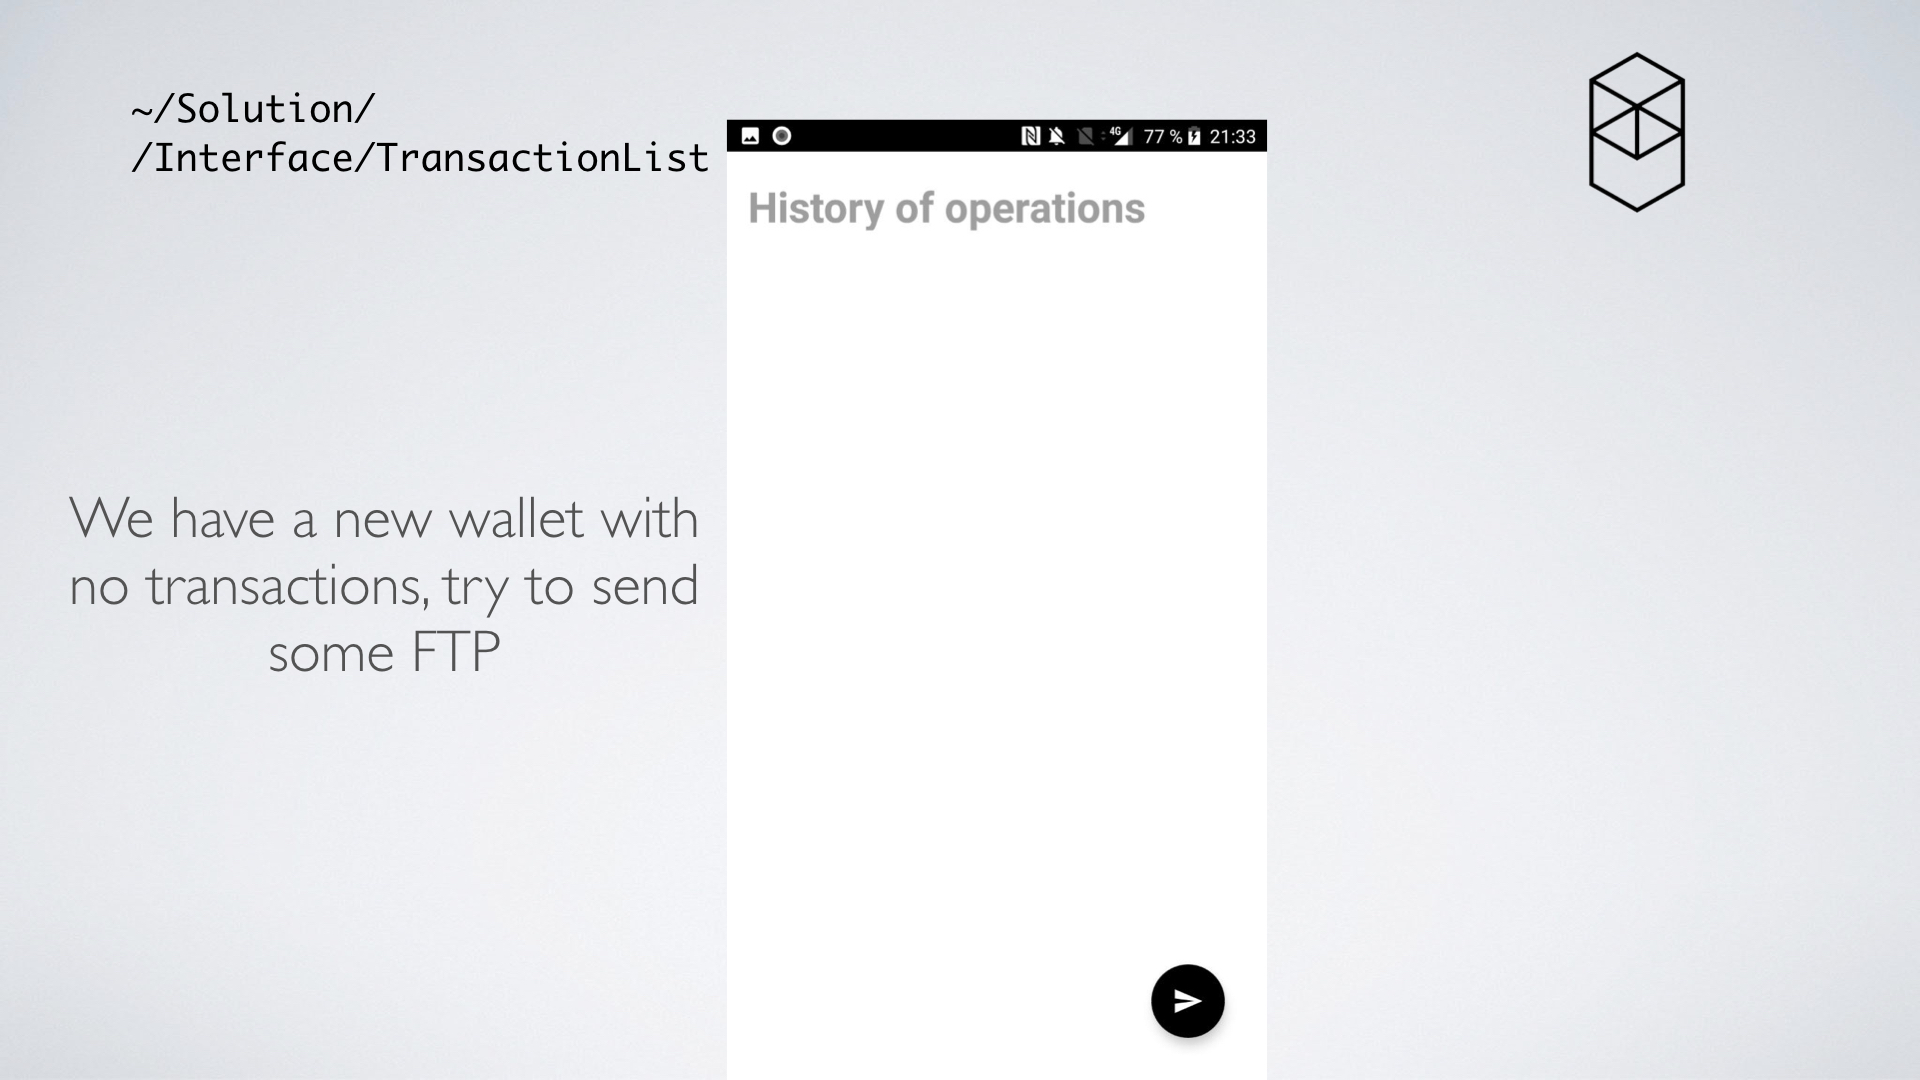 ~/Solution/
/Interface/TransactionList
4G 77 % 21:33
History of operations
We have a new wallet with
no transactions, try to send
some FTP